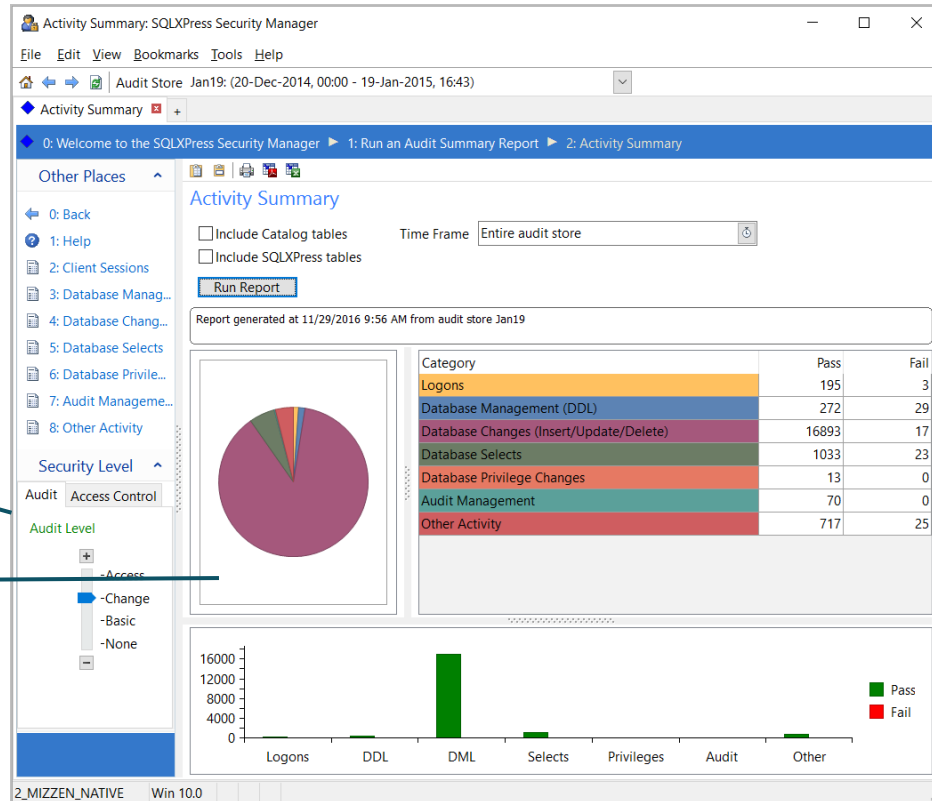 Activity Summary: SQLXPress Security Manager
File Edit View Bookmarks Tools Help
Audit Store Jan19: (20-Dec-2014, 00:00 - 19-Jan-2015, 16:43)
Activity Summary +
0: Welcome to the SQLXPress Security Manager 1: Run an Audit Summary Report 2: Activity Summary
Other Places
0: Back
1: Help
2: Client Sessions
3: Database Manag...
4: Database Chang...
5: Database Selects
6: Database Privile...
7: Audit Manageme...
8: Other Activity
Security Level
Audit Access Control
Audit Level
+
-Access
-Change
-Basic
-None
-
Activity Summary
Include Catalog tables Time Frame Entire audit store
Include SQLXPress tables
Run Report
Report generated at 11/29/2016 9:56 AM from audit store Jan19
Category Pass Fail
Logons 195 3
Database Management (DDL) 272 29
Database Changes (Insert/Update/Delete) 16893 17
Database Selects 1033 23
Database Privilege Changes 13 0
Audit Management 70 0
Other Activity 717 25
16000
12000
8000
4000
0
Logons DDL DML Selects Privileges Audit Other
Pass
Fail
2_MIZZEN_NATIVE Win 10.0